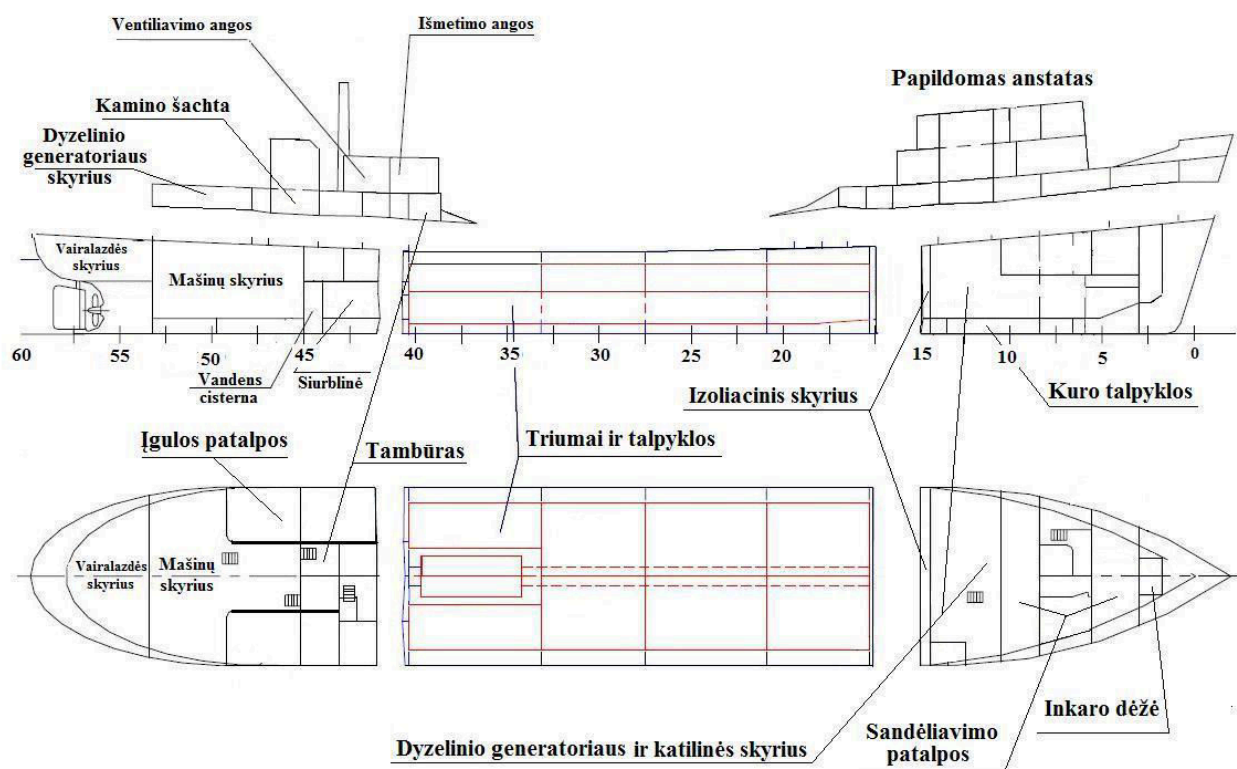 Ventiliavimo angos
Išmetimo angos
Papildomas anstatas
Kamino šachta
Dyzelinio
generatoriaus
skyrius
Vairalazdės
skyrius
Mašinų skyrius
60
55
50
45
40
35
30
25
20
15
10
5
0
Vandens
cisterna
Siurblinė
Izoliacinis skyrius
Kuro talpyklos
Įgulos patalpos
Tambūras
Triumai ir talpyklos
Vairalazdės
skyrius
Mašinų
skyrius
Inkaro dėžė
Sandėliavimo
patalpos
Dyzelinio generatoriaus ir katilinės skyrius